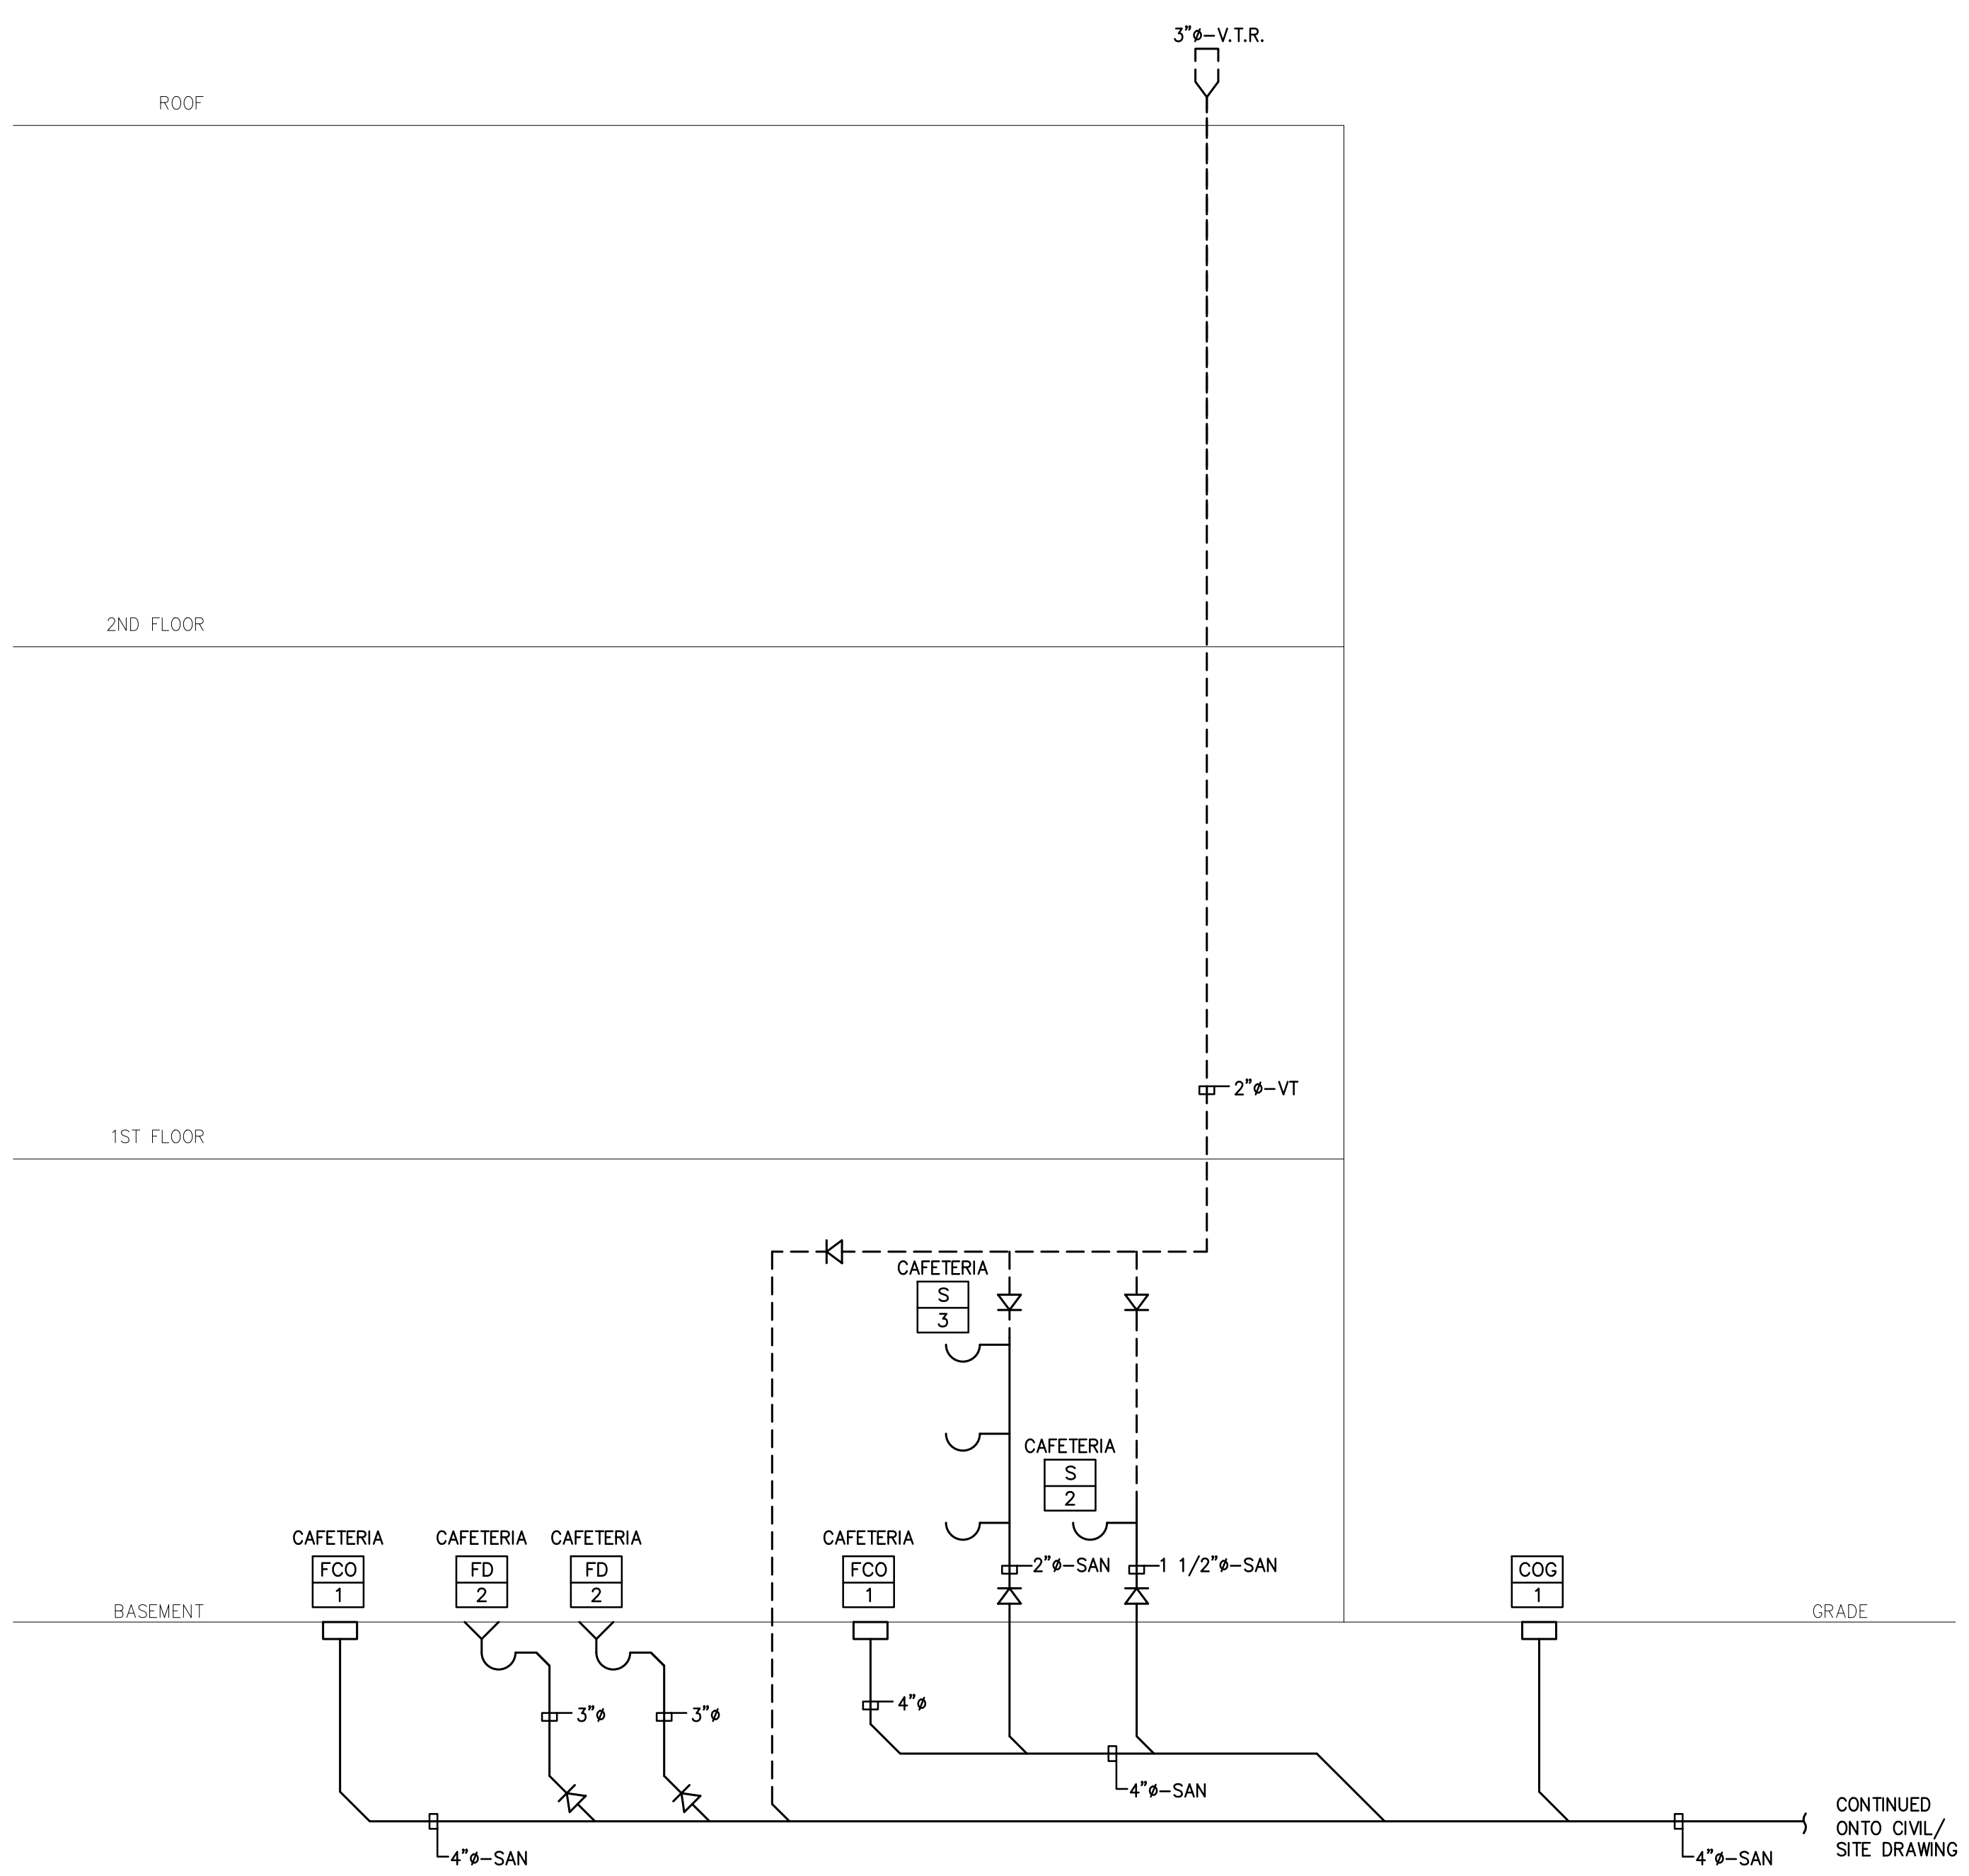 3"ø-V.T.R.
ROOF
2ND FLOOR
2"ø-VT
1ST FLOOR
CAFETERIA
S
3
CAFETERIA
S
2
CAFETERIA
FCO
1
CAFETERIA
FD
2
CAFETERIA
FD
2
CAFETERIA
FCO
1
2"ø-SAN
1 1/2"ø-SAN
COG
1
BASEMENT
GRADE
3"ø
3"ø
4"ø
4"ø-SAN
4"ø-SAN
4"ø-SAN
CONTINUED
ONTO CIVIL/
SITE DRAWING